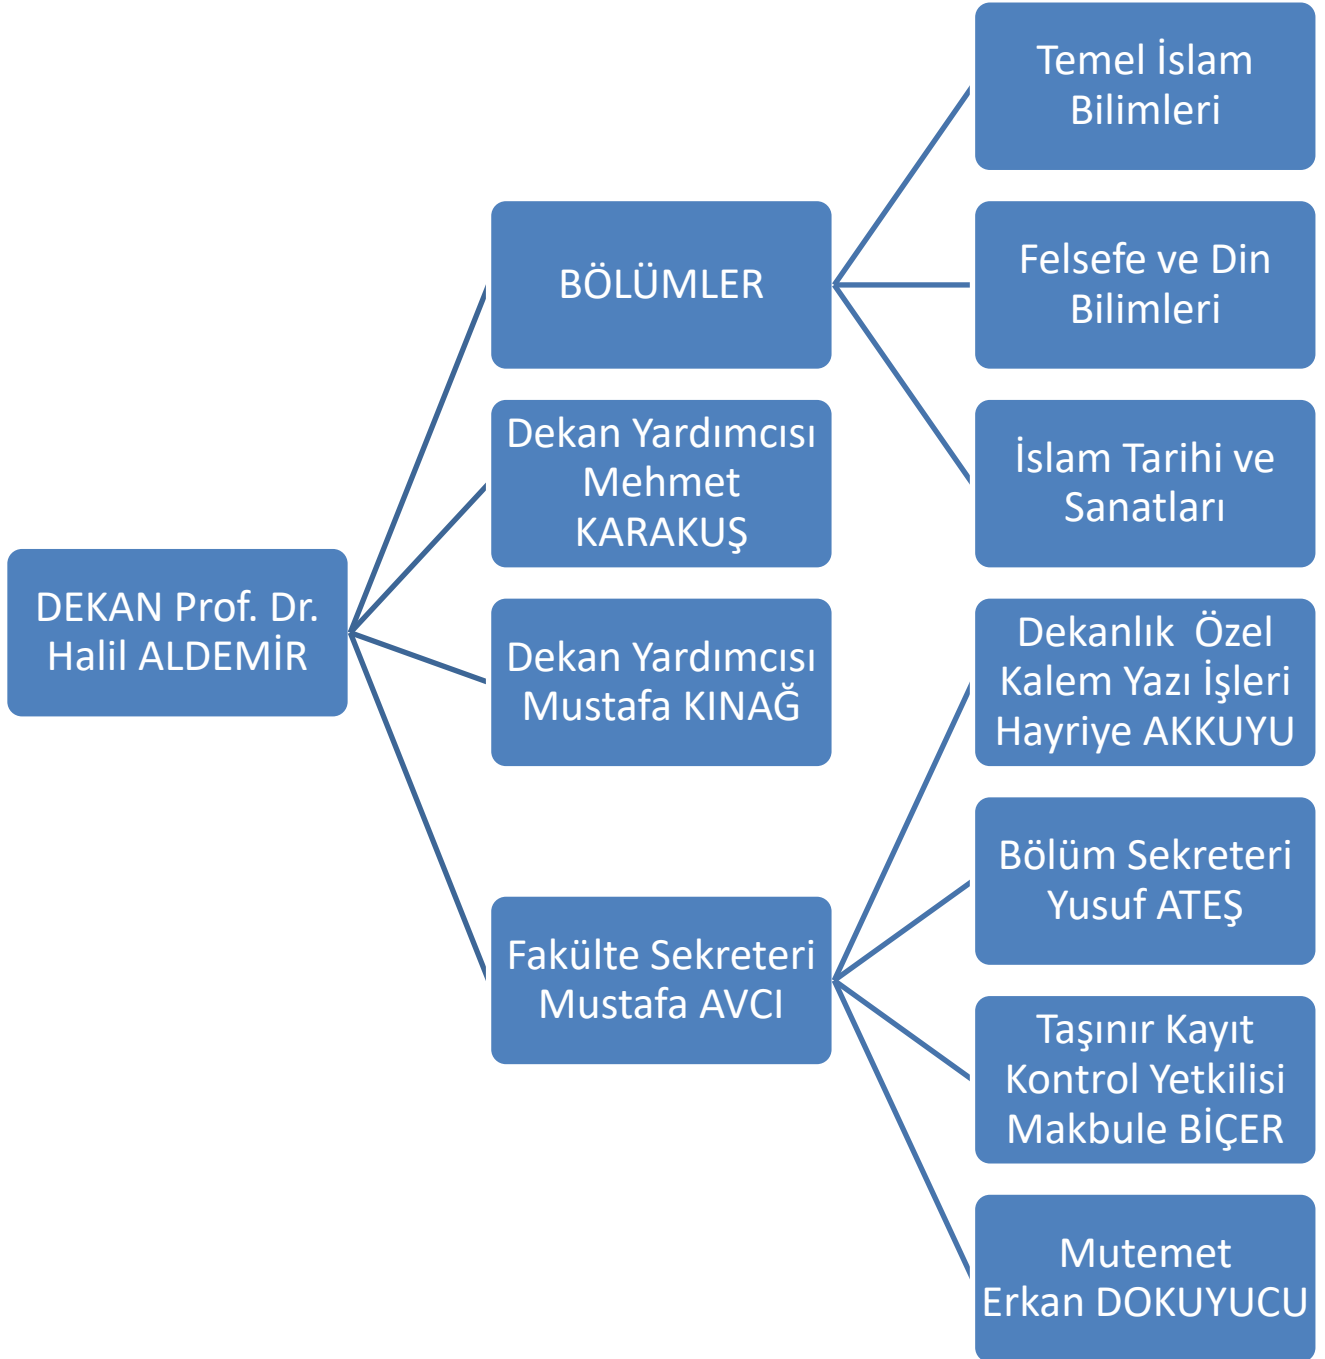 DEKAN Prof. Dr.
Halil ALDEMİR
BÖLÜMLER
Temel İslam
Bilimleri
Felsefe ve Din
Bilimleri
İslam Tarihi ve
Sanatları
Dekan Yardımcısı
Mehmet
KARAKUŞ
Dekan Yardımcısı
Mustafa KINAĞ
Fakülte Sekreteri
Mustafa AVCI
Dekanlık  Özel
Kalem Yazı İşleri
Hayriye AKKUYU
Bölüm Sekreteri
Yusuf ATEŞ
Taşınır Kayıt
Kontrol Yetkilisi
Makbule BİÇER
Mutemet
Erkan DOKUYUCU